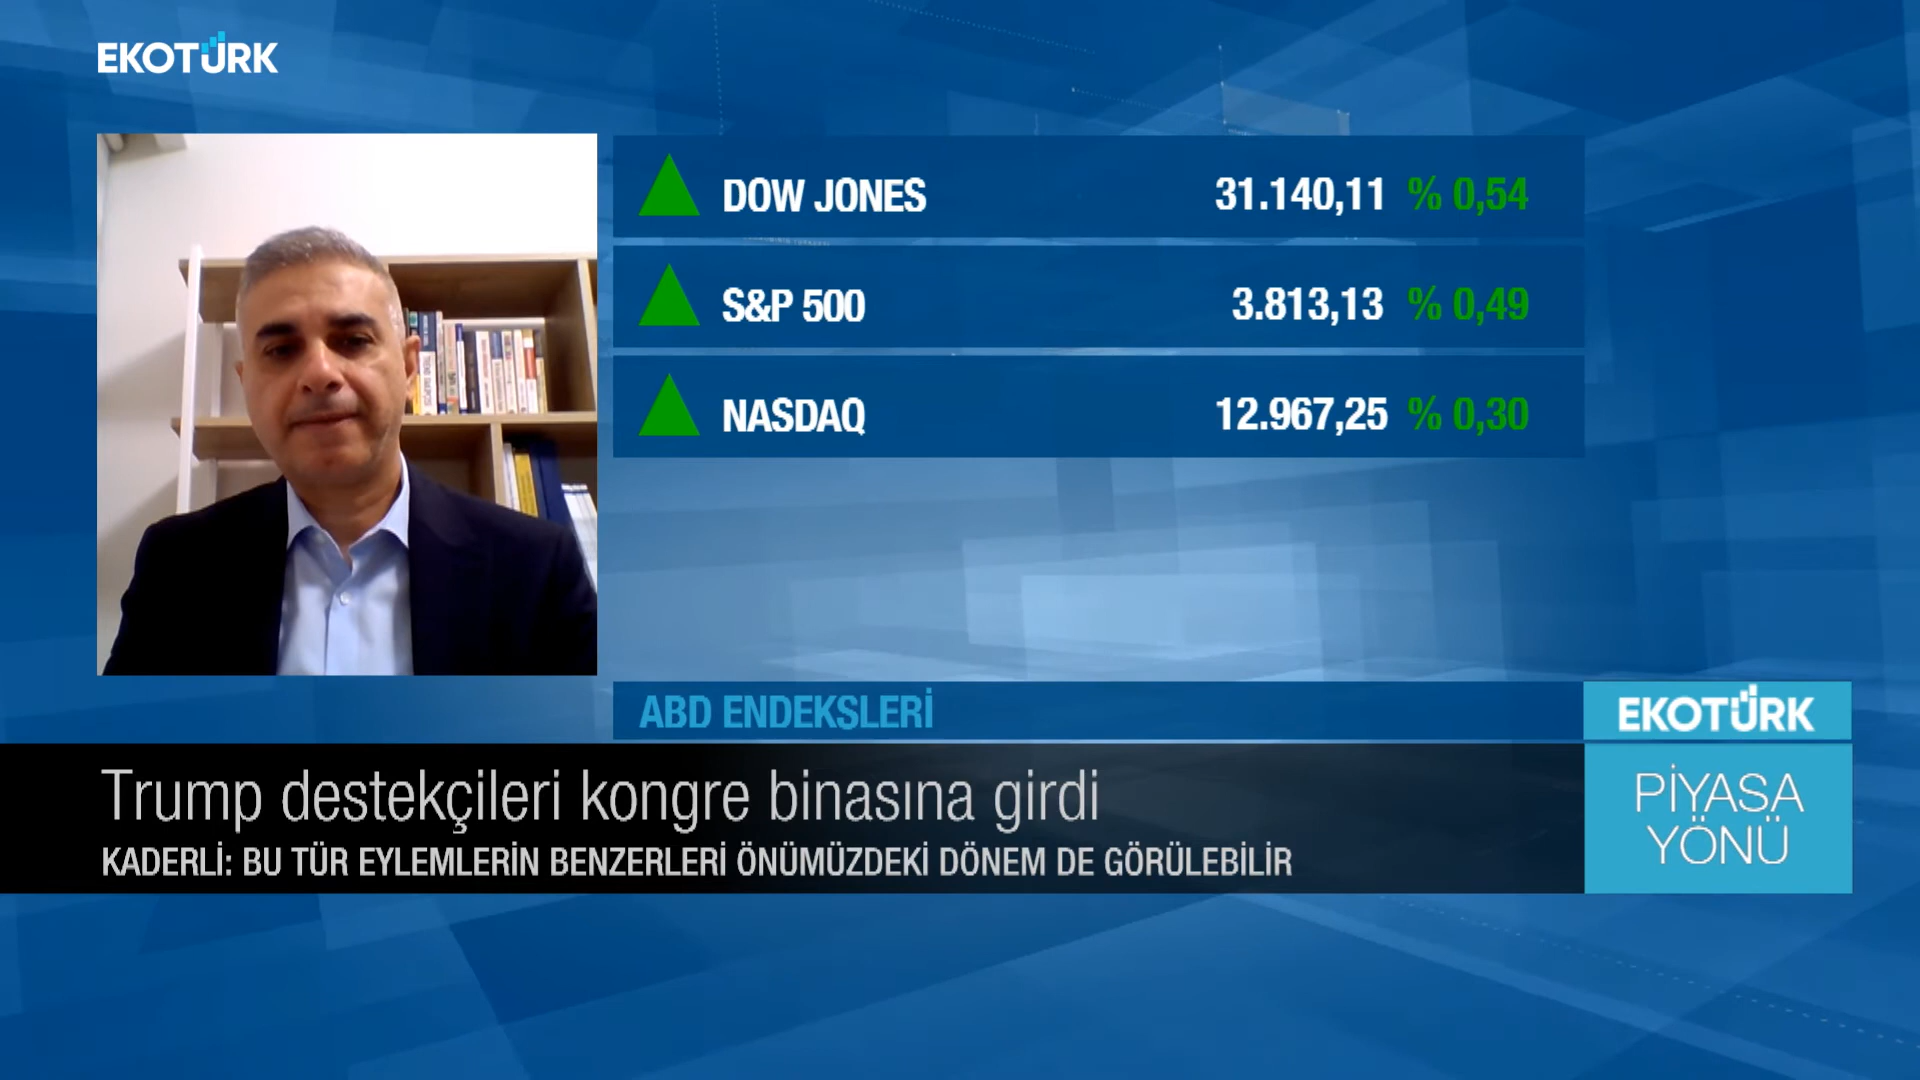 EKOTÜRK
DOW JONES 31.140,11 % 0,54
S&P 500 3.813,13 % 0,49
NASDAQ 12.967,25 % 0,30
ABD ENDEKSLERİ
EKOTÜRK
Trump destekçileri kongre binasına girdi
KADERLİ: BU TÜR EYLEMLERİN BENZERLERİ ÖNÜMÜZDEKİ DÖNEM DE GÖRÜLEBİLİR
PİYASA
YÖNÜ